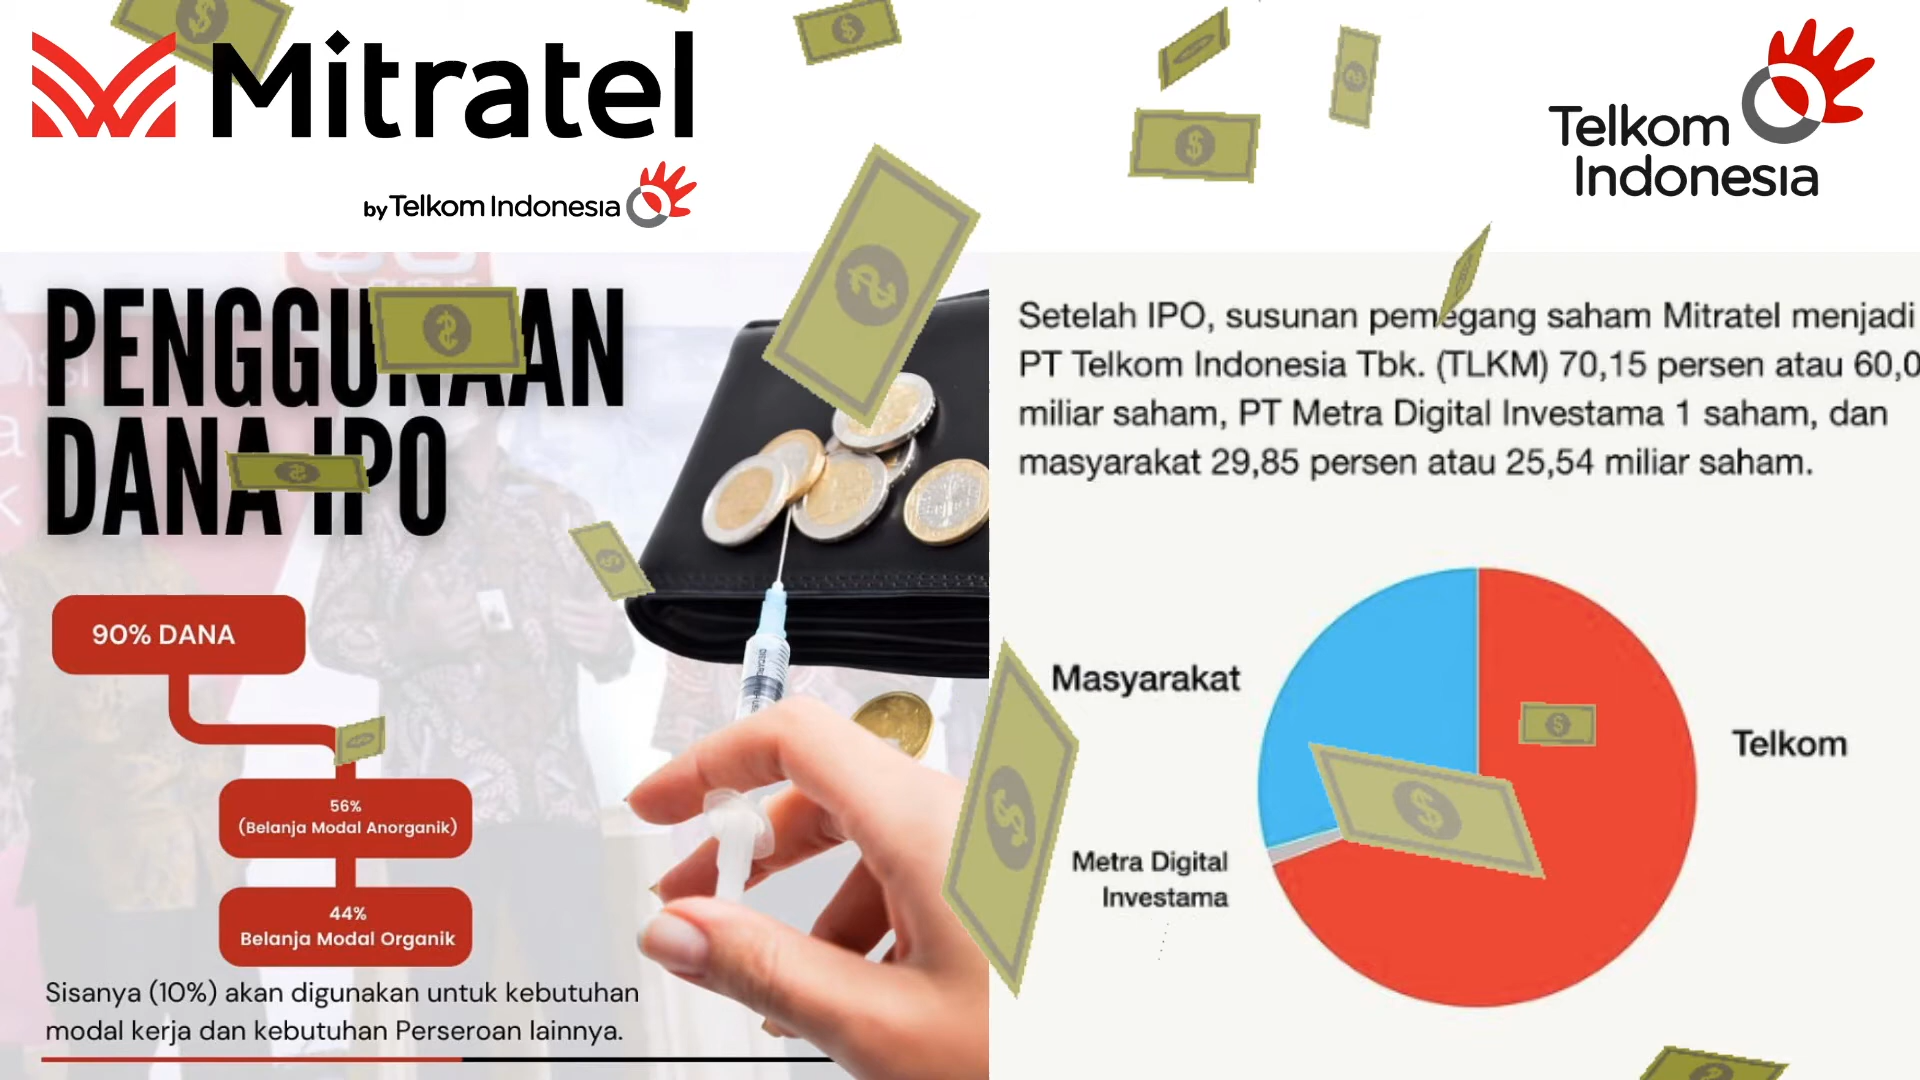 Mitratel
by Telkom Indonesia
Telkom
Indonesia
PENGGUNAAN
DANA IPO
90% DANA
56%
(Belanja Modal Anorganik)
44%
Belanja Modal Organik
Sisanya (10%) akan digunakan untuk kebutuhan
modal kerja dan kebutuhan Perseroan lainnya.
Setelah IPO, susunan pemegang saham Mitratel menjadi
PT Telkom Indonesia Tbk. (TLKM) 70,15 persen atau 60,0
miliar saham, PT Metra Digital Investama 1 saham, dan
masyarakat 29,85 persen atau 25,54 miliar saham.
Masyarakat
Telkom
Metra Digital
Investama